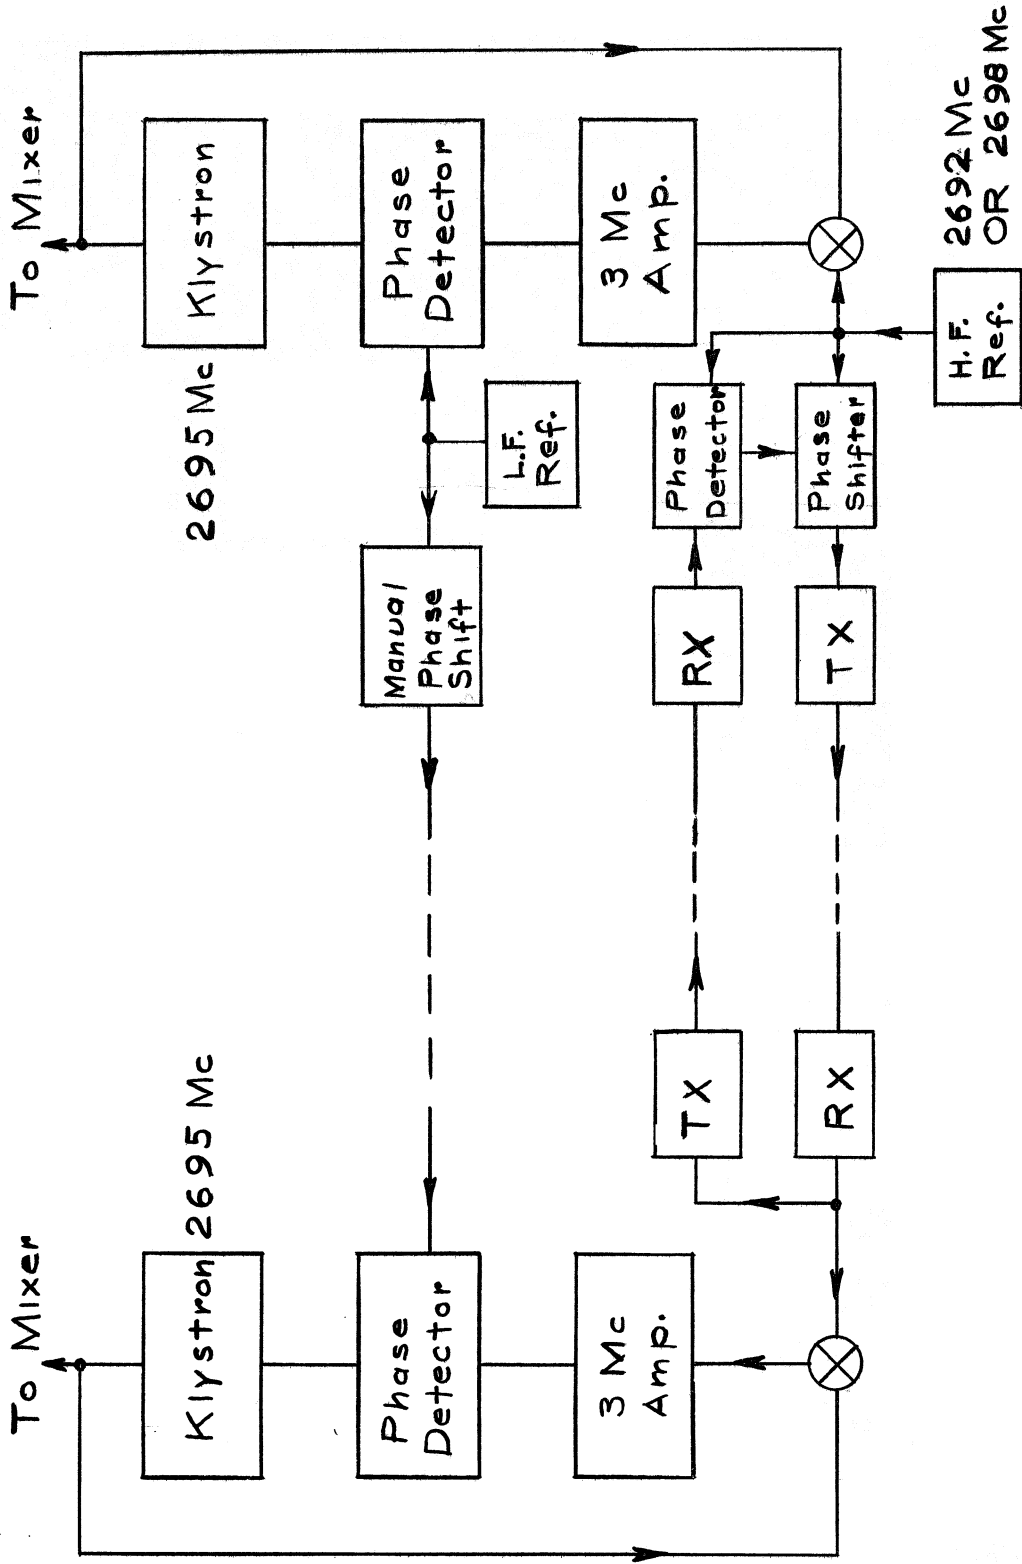 To Mixer
To Mixer
Klystron
2695 Mc
2695 Mc
Klystron
Phase
Detector
Manual
Phase
Shift
L.F.
Ref.
Phase
Detector
3 Mc
Amp.
TX
RX
Phase
Detector
3 Mc
Amp.
RX
TX
Phase
Shifter
H.F.
Ref.
2692 Mc
OR 2698 Mc